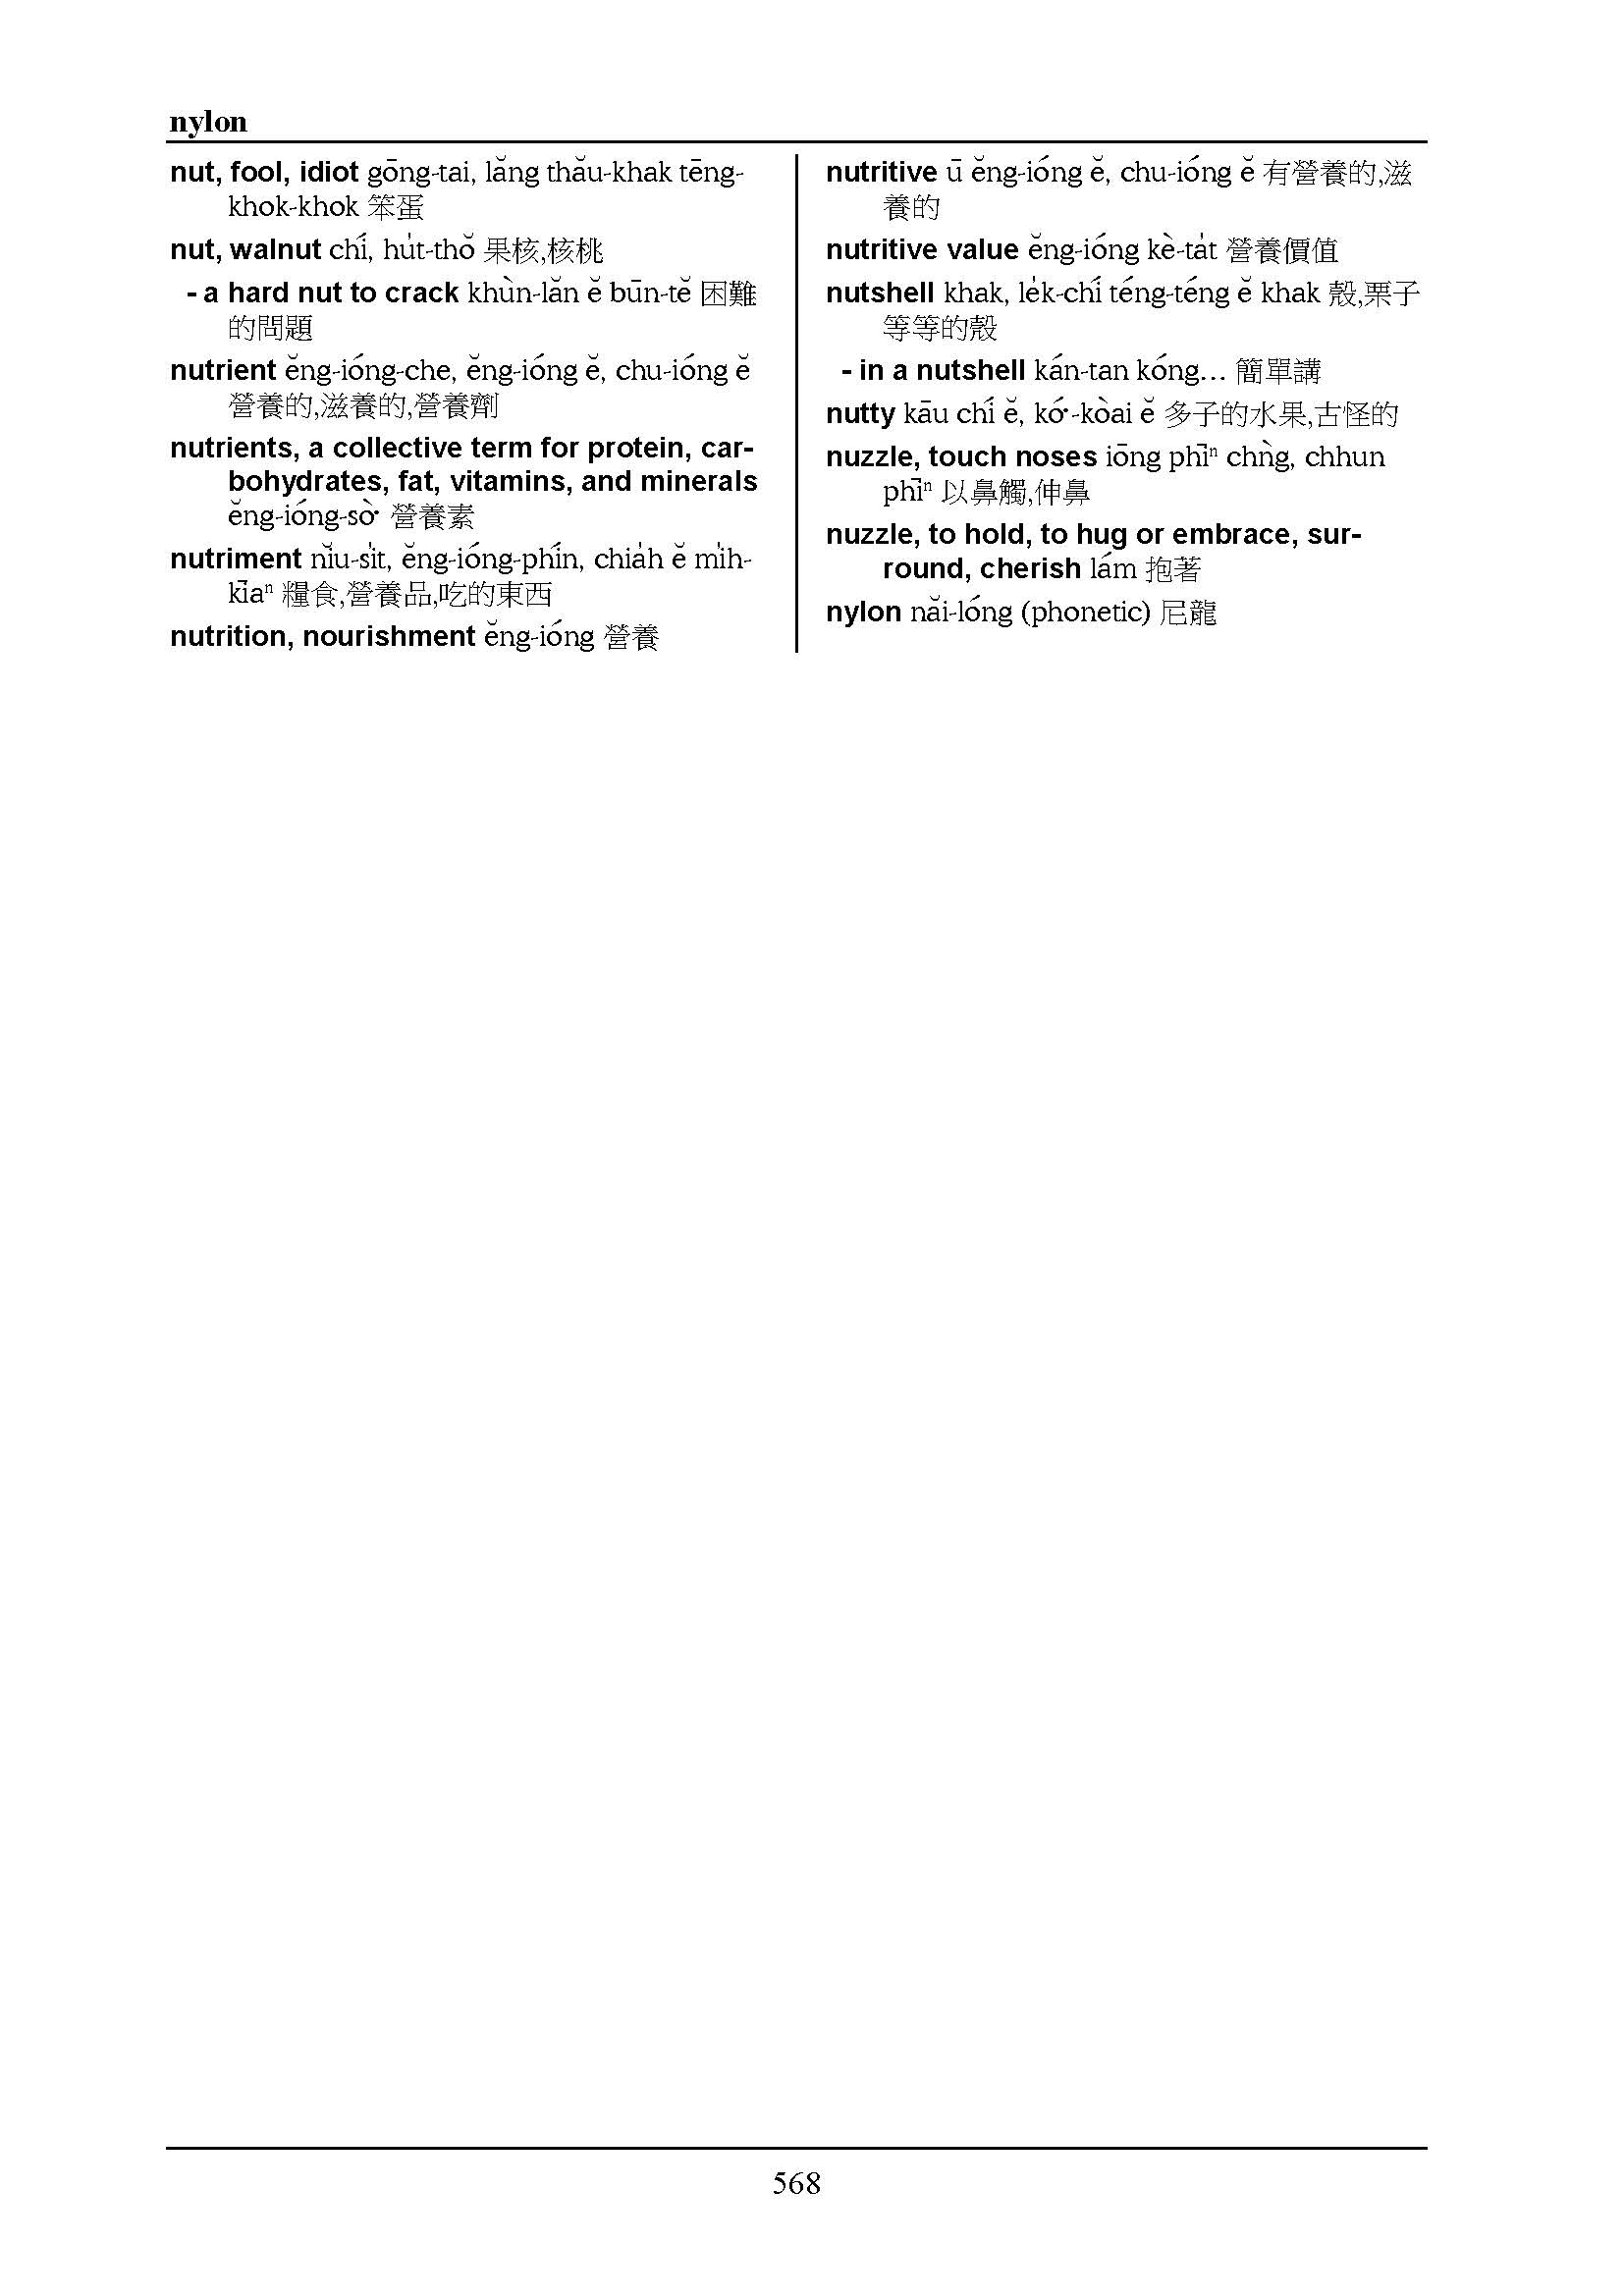 nylon
nut, fool, idiot gōng-tai, lăng thău-khak tēng-
khok-khok 笨蛋
nut, walnut chí, hu̍t-thŏ 果核,核桃
- a hard nut to crack khùn-lăn ĕ būn-tĕ 困難
的問題
nutrient ĕng-ióng-che, ĕng-ióng ĕ, chu-ióng ĕ
營養的,滋養的,營養劑
nutrients, a collective term for protein, car-
bohydrates, fat, vitamins, and minerals
ĕng-ióng-sò͘ 營養素
nutriment nĭu-si̍t, ĕng-ióng-phín, chia̍h ĕ mi̍h-
kīaⁿ 糧食,營養品,吃的東西
nutrition, nourishment ĕng-ióng 營養
nutritive ū ĕng-ióng ĕ, chu-ióng ĕ 有營養的,滋
養的
nutritive value ĕng-ióng kè-ta̍t 營養價值
nutshell khak, le̍k-chí téng-téng ĕ khak 殼,栗子
等等的殼
- in a nutshell kán-tan kóng… 簡單講
nutty kāu chí ĕ, kó͘-kòai ĕ 多子的水果,古怪的
nuzzle, touch noses iōng phīⁿ chǹg, chhun
phīⁿ 以鼻觸,伸鼻
nuzzle, to hold, to hug or embrace, sur-
round, cherish lám 抱著
nylon năi-lóng (phonetic) 尼龍
568